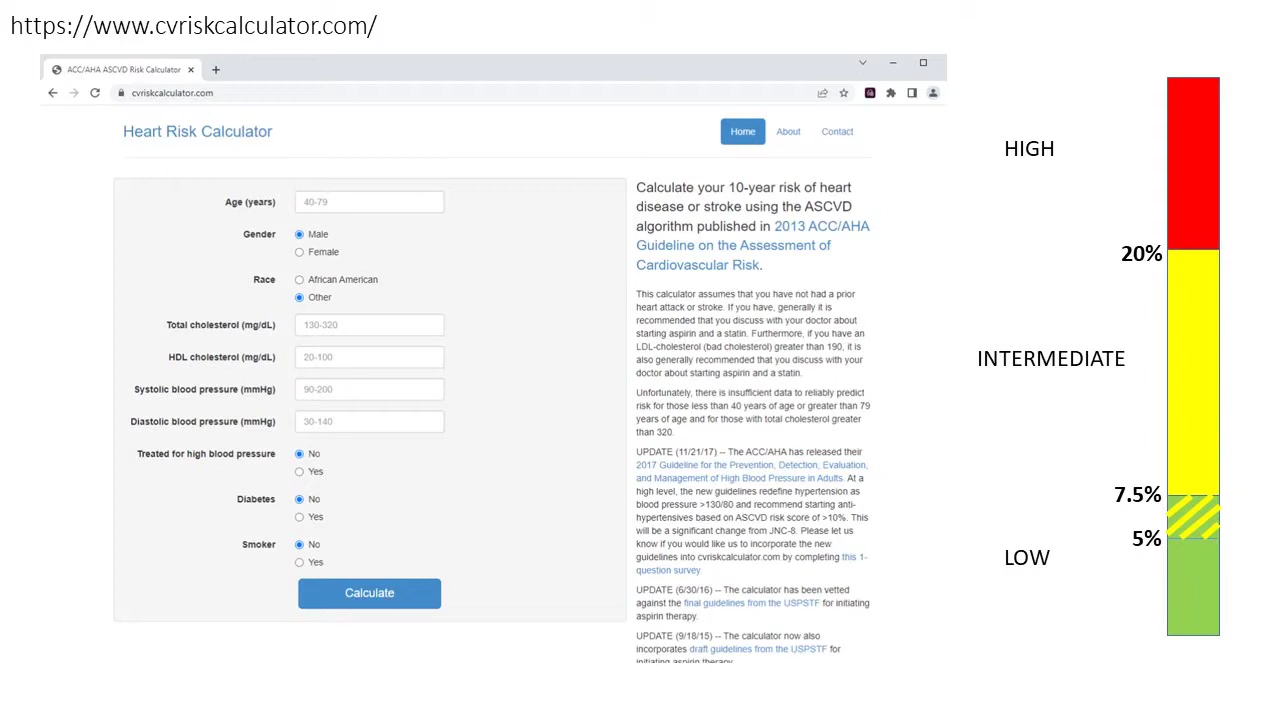 https://www.cvriskcalculator.com/
ACC/AHA ASCVD Risk Calculator
cvriskcalculator.com
Heart Risk Calculator
Home
About
Contact
Age (years)
40-79
Gender
Male
Female
Race
African American
Other
Total cholesterol (mg/dL)
130-320
HDL cholesterol (mg/dL)
20-100
Systolic blood pressure (mmHg)
90-200
Diastolic blood pressure (mmHg)
30-140
Treated for high blood pressure
No
Yes
Diabetes
No
Yes
Smoker
No
Yes
Calculate
Calculate your 10-year risk of heart
disease or stroke using the ASCVD
algorithm published in 2013 ACC/AHA
Guideline on the Assessment of
Cardiovascular Risk.
This calculator assumes that you have not had a prior
heart attack or stroke. If you have, generally it is
recommended that you discuss with your doctor about
starting aspirin and a statin. Furthermore, if you have an
LDL-cholesterol (bad cholesterol) greater than 190, it is
also generally recommended that you discuss with your
doctor about starting aspirin and a statin.
Unfortunately, there is insufficient data to reliably predict
risk for those less than 40 years of age or greater than 79
years of age and for those with total cholesterol greater
than 320.
UPDATE (11/21/17) -- The ACC/AHA has released their
2017 Guideline for the Prevention, Detection, Evaluation,
and Management of High Blood Pressure in Adults. At a
high level, the new guidelines redefine hypertension as
blood pressure >130/80 and recommend starting anti-
hypertensives based on ASCVD risk score of >10%. This
will be a significant change from JNC-8. Please let us
know if you would like us to incorporate the new
guidelines into cvriskcalculator.com by completing this 1-
question survey.
UPDATE (6/30/16) -- The calculator has been vetted
against the final guidelines from the USPSTF for initiating
aspirin therapy.
UPDATE (9/18/15) -- The calculator now also
incorporates draft guidelines from the USPSTF for
initiating aspirin therapy.
HIGH
20%
INTERMEDIATE
7.5%
5%
LOW